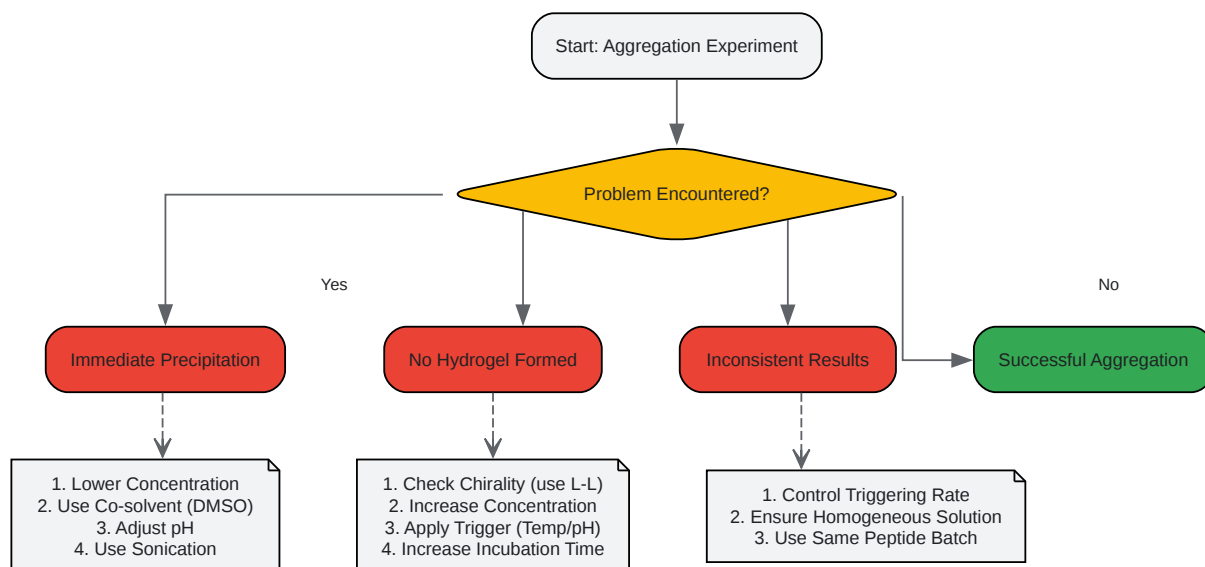 Start: Aggregation Experiment
Problem Encountered?
Yes
No
Immediate Precipitation
No Hydrogel Formed
Inconsistent Results
Successful Aggregation
1. Lower Concentration
2. Use Co-solvent (DMSO)
3. Adjust pH
4. Use Sonication
1. Check Chirality (use L-L)
2. Increase Concentration
3. Apply Trigger (Temp/pH)
4. Increase Incubation Time
1. Control Triggering Rate
2. Ensure Homogeneous Solution
3. Use Same Peptide Batch